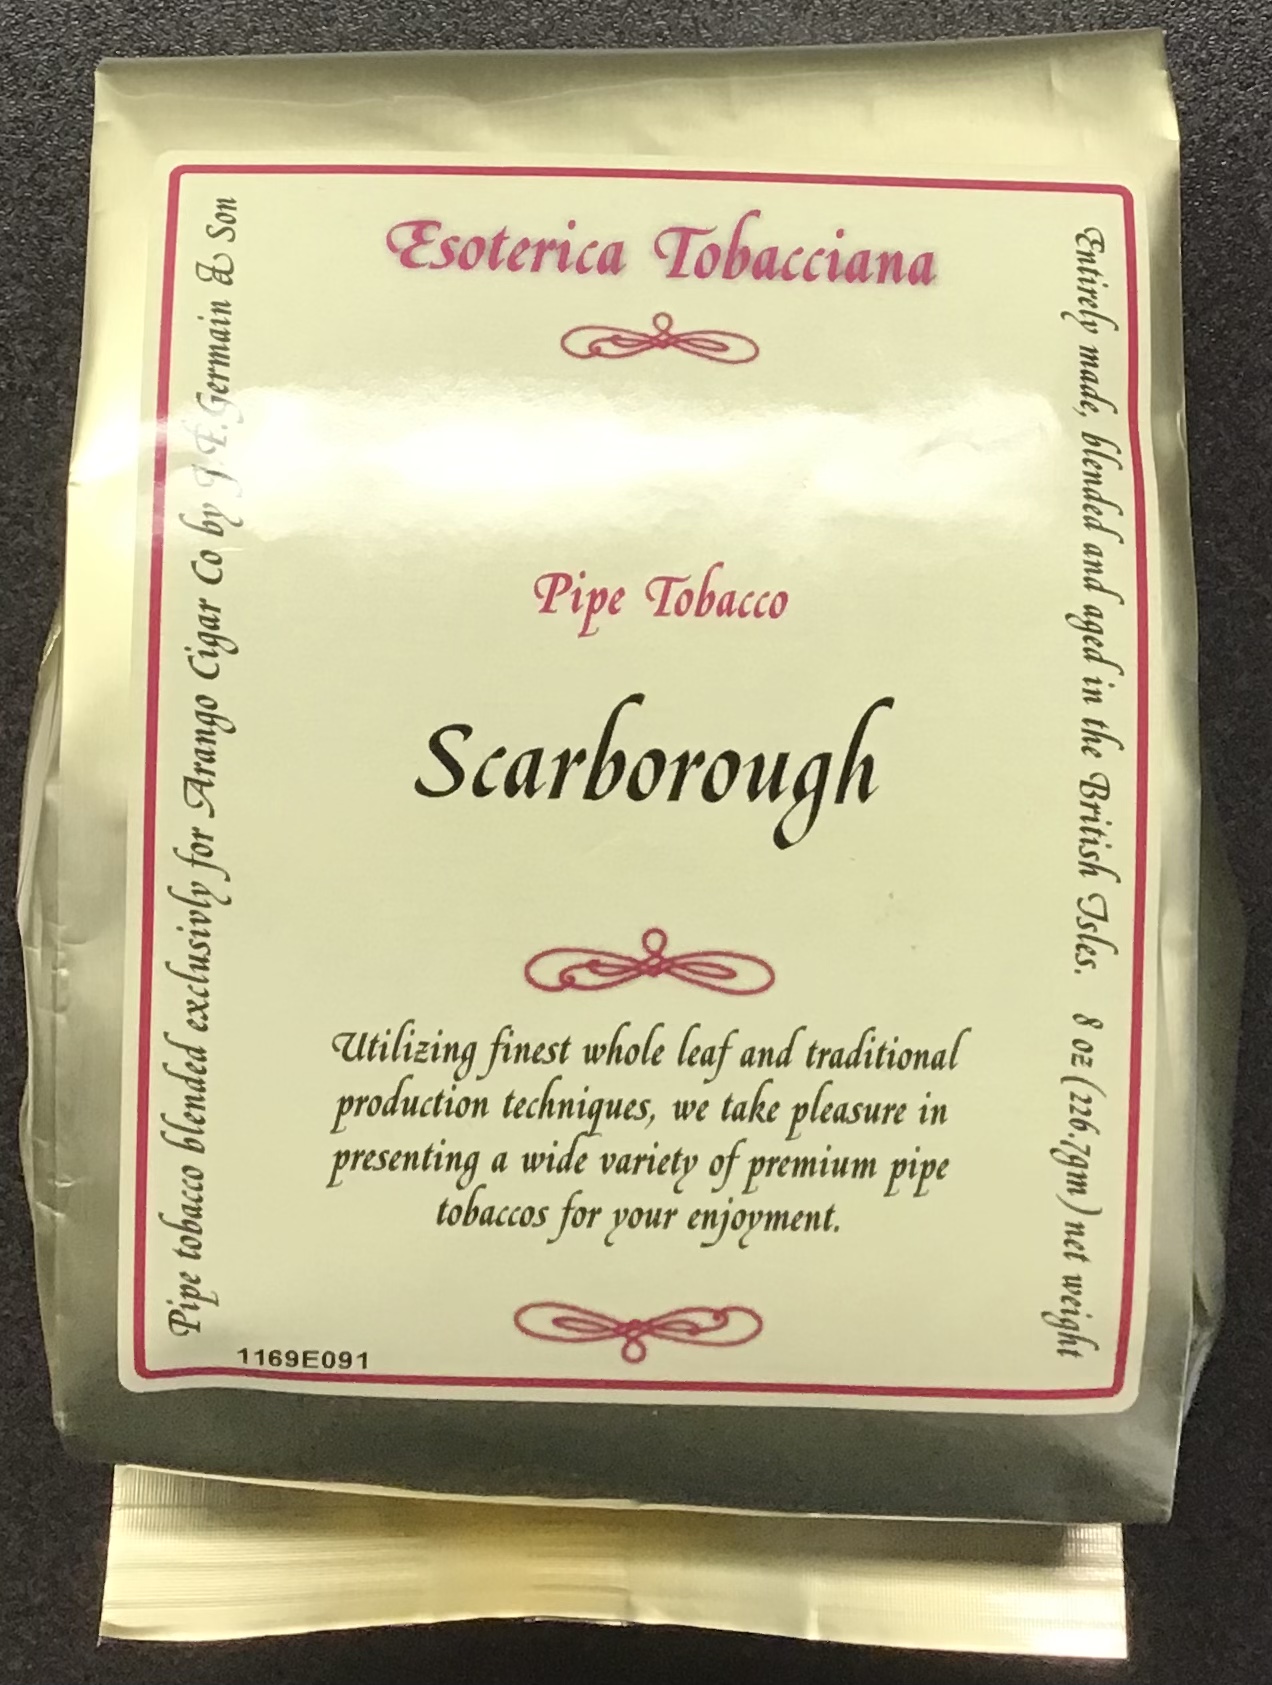 Esoterica Tobacciana
Pipe Tobacco
Scarborough
Utilizing finest whole leaf and traditional
production techniques, we take pleasure in
presenting a wide variety of premium pipe
tobaccos for your enjoyment.
Pipe tobacco blended exclusivly for Arango Cigar Co by J.F.Germain & Son
Entirely made, blended and aged in the British Isles. 8 oz (226.7gm) net weight
1169E091